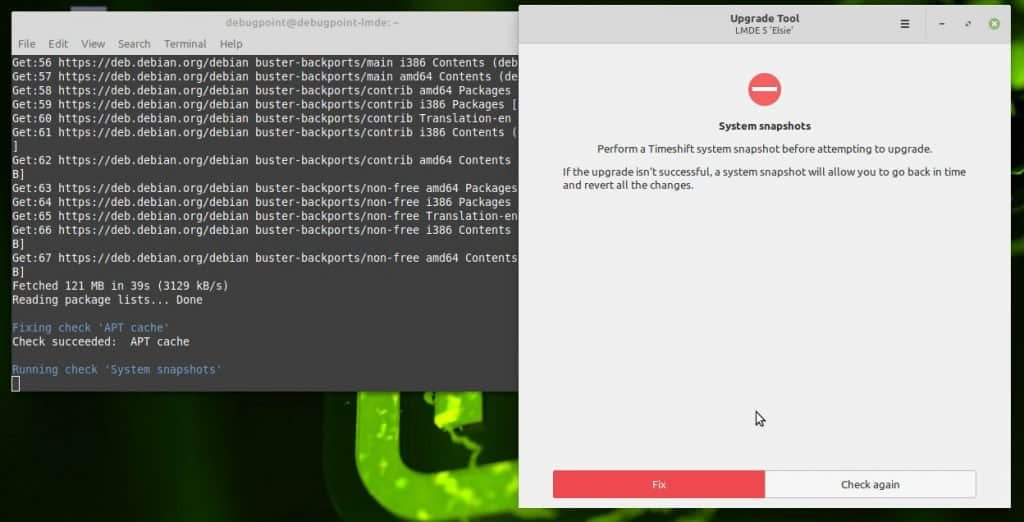 debugpoint@debugpoint-lmde: ~
File Edit View Search Terminal Help
Get:56 https://deb.debian.org/debian buster-backports/main i386 Contents (deb
Get:57 https://deb.debian.org/debian buster-backports/main amd64 Contents (de
Get:58 https://deb.debian.org/debian buster-backports/contrib amd64 Packages
Get:59 https://deb.debian.org/debian buster-backports/contrib i386 Packages [
Get:60 https://deb.debian.org/debian buster-backports/contrib Translation-en
Get:61 https://deb.debian.org/debian buster-backports/contrib i386 Contents (
]
Get:62 https://deb.debian.org/debian buster-backports/contrib amd64 Contents
B]
Get:63 https://deb.debian.org/debian buster-backports/non-free amd64 Packages
Get:64 https://deb.debian.org/debian buster-backports/non-free i386 Packages
Get:65 https://deb.debian.org/debian buster-backports/non-free Translation-en
Get:66 https://deb.debian.org/debian buster-backports/non-free i386 Contents
B]
Get:67 https://deb.debian.org/debian buster-backports/non-free amd64 Contents
B]
Fetched 121 MB in 39s (3129 kB/s)
Reading package lists... Done
Fixing check 'APT cache'
Check succeeded:  APT cache
Running check 'System snapshots'
Upgrade Tool
LMDE 5 'Elsie'
System snapshots
Perform a Timeshift system snapshot before attempting to upgrade.
If the upgrade isn't successful, a system snapshot will allow you to go back in time
and revert all the changes.
Fix
Check again